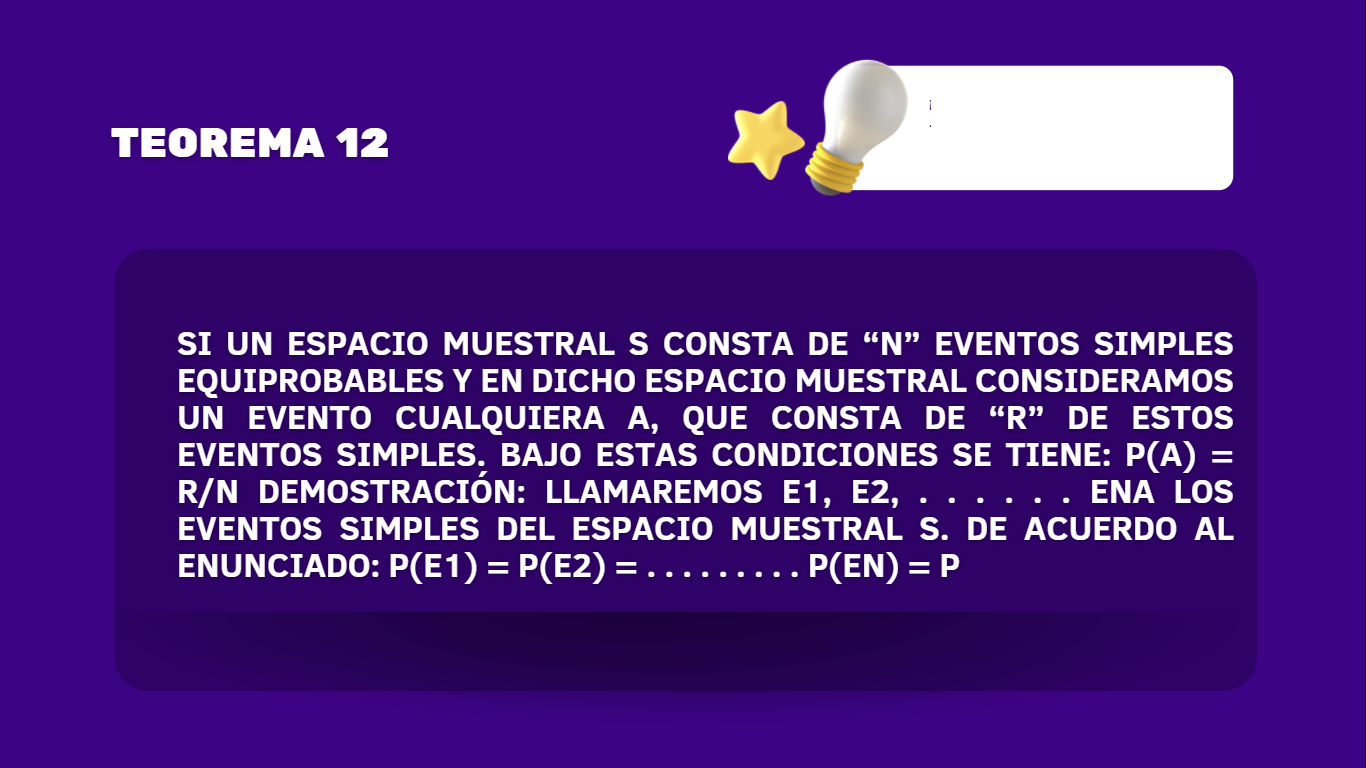 TEOREMA 12
¡
.
SI UN ESPACIO MUESTRAL S CONSTA DE “N” EVENTOS SIMPLES
EQUIPROBABLES Y EN DICHO ESPACIO MUESTRAL CONSIDERAMOS
UN EVENTO CUALQUIERA A, QUE CONSTA DE “R” DE ESTOS
EVENTOS SIMPLES. BAJO ESTAS CONDICIONES SE TIENE: P(A) =
R/N DEMOSTRACIÓN: LLAMAREMOS E1, E2, . . . . . . ENA LOS
EVENTOS SIMPLES DEL ESPACIO MUESTRAL S. DE ACUERDO AL
ENUNCIADO: P(E1) = P(E2) = . . . . . . . . . P(EN) = P